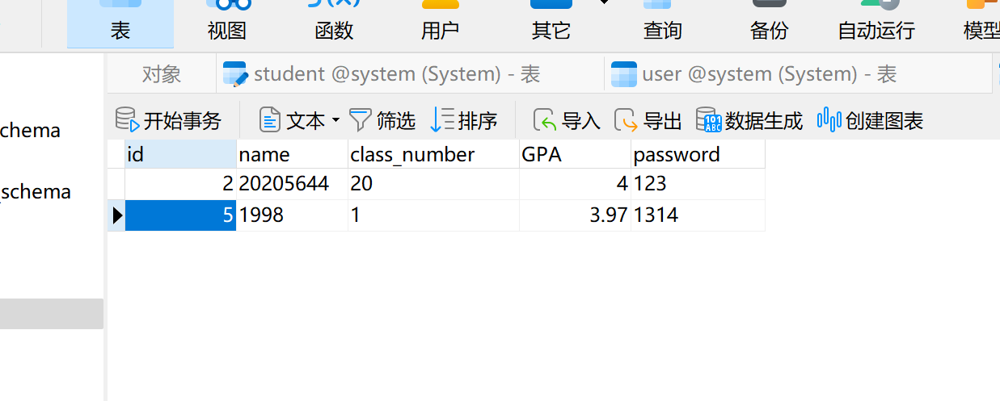 表 视图 函数 用户 其它 查询 备份 自动运行 模型
对象 student @system (System) - 表 user @system (System) - 表
开始事务 文本 筛选 排序 导入 导出 数据生成 创建图表
chema
_schema
id name class_number GPA password
2 20205644 20 4 123
5 1998 1 3.97 1314